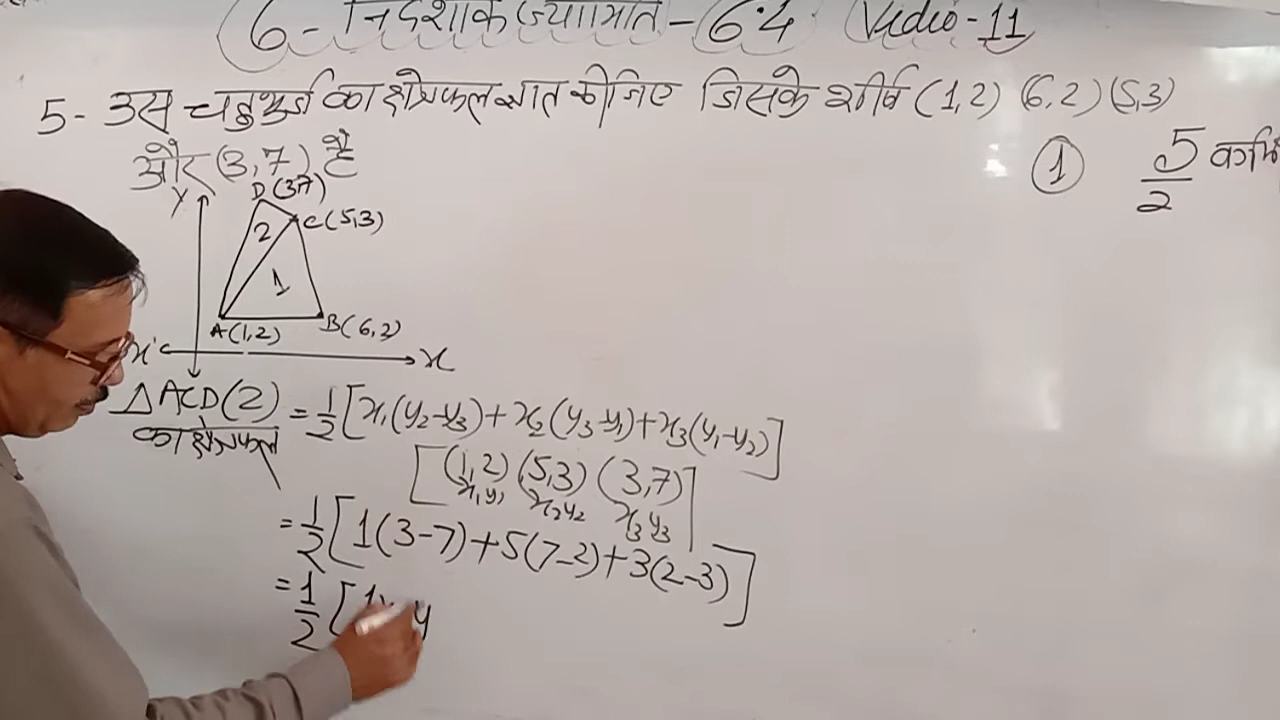 6 - निर्देशांक ज्यामिति - 6.4 Video-11
5- उस चतुर्भुज का क्षेत्रफल ज्ञात कीजिए जिसके शीर्ष (1,2) (6,2) (5,3)
और (3,7) है
① 5/2
y
D(3,7)
C(5,3)
2
1
A(1,2) B(6,2)
x' x
△ACD(2) = 1/2 [x₁(y₂-y₃)+x₂(y₃-y₁)+x₃(y₁-y₂)]
का क्षेत्रफल
[(1,2) (5,3) (3,7)]
x₁y₁ x₂y₂ x₃y₃
= 1/2 [1(3-7)+5(7-2)+3(2-3)]
= 1/2 [1x